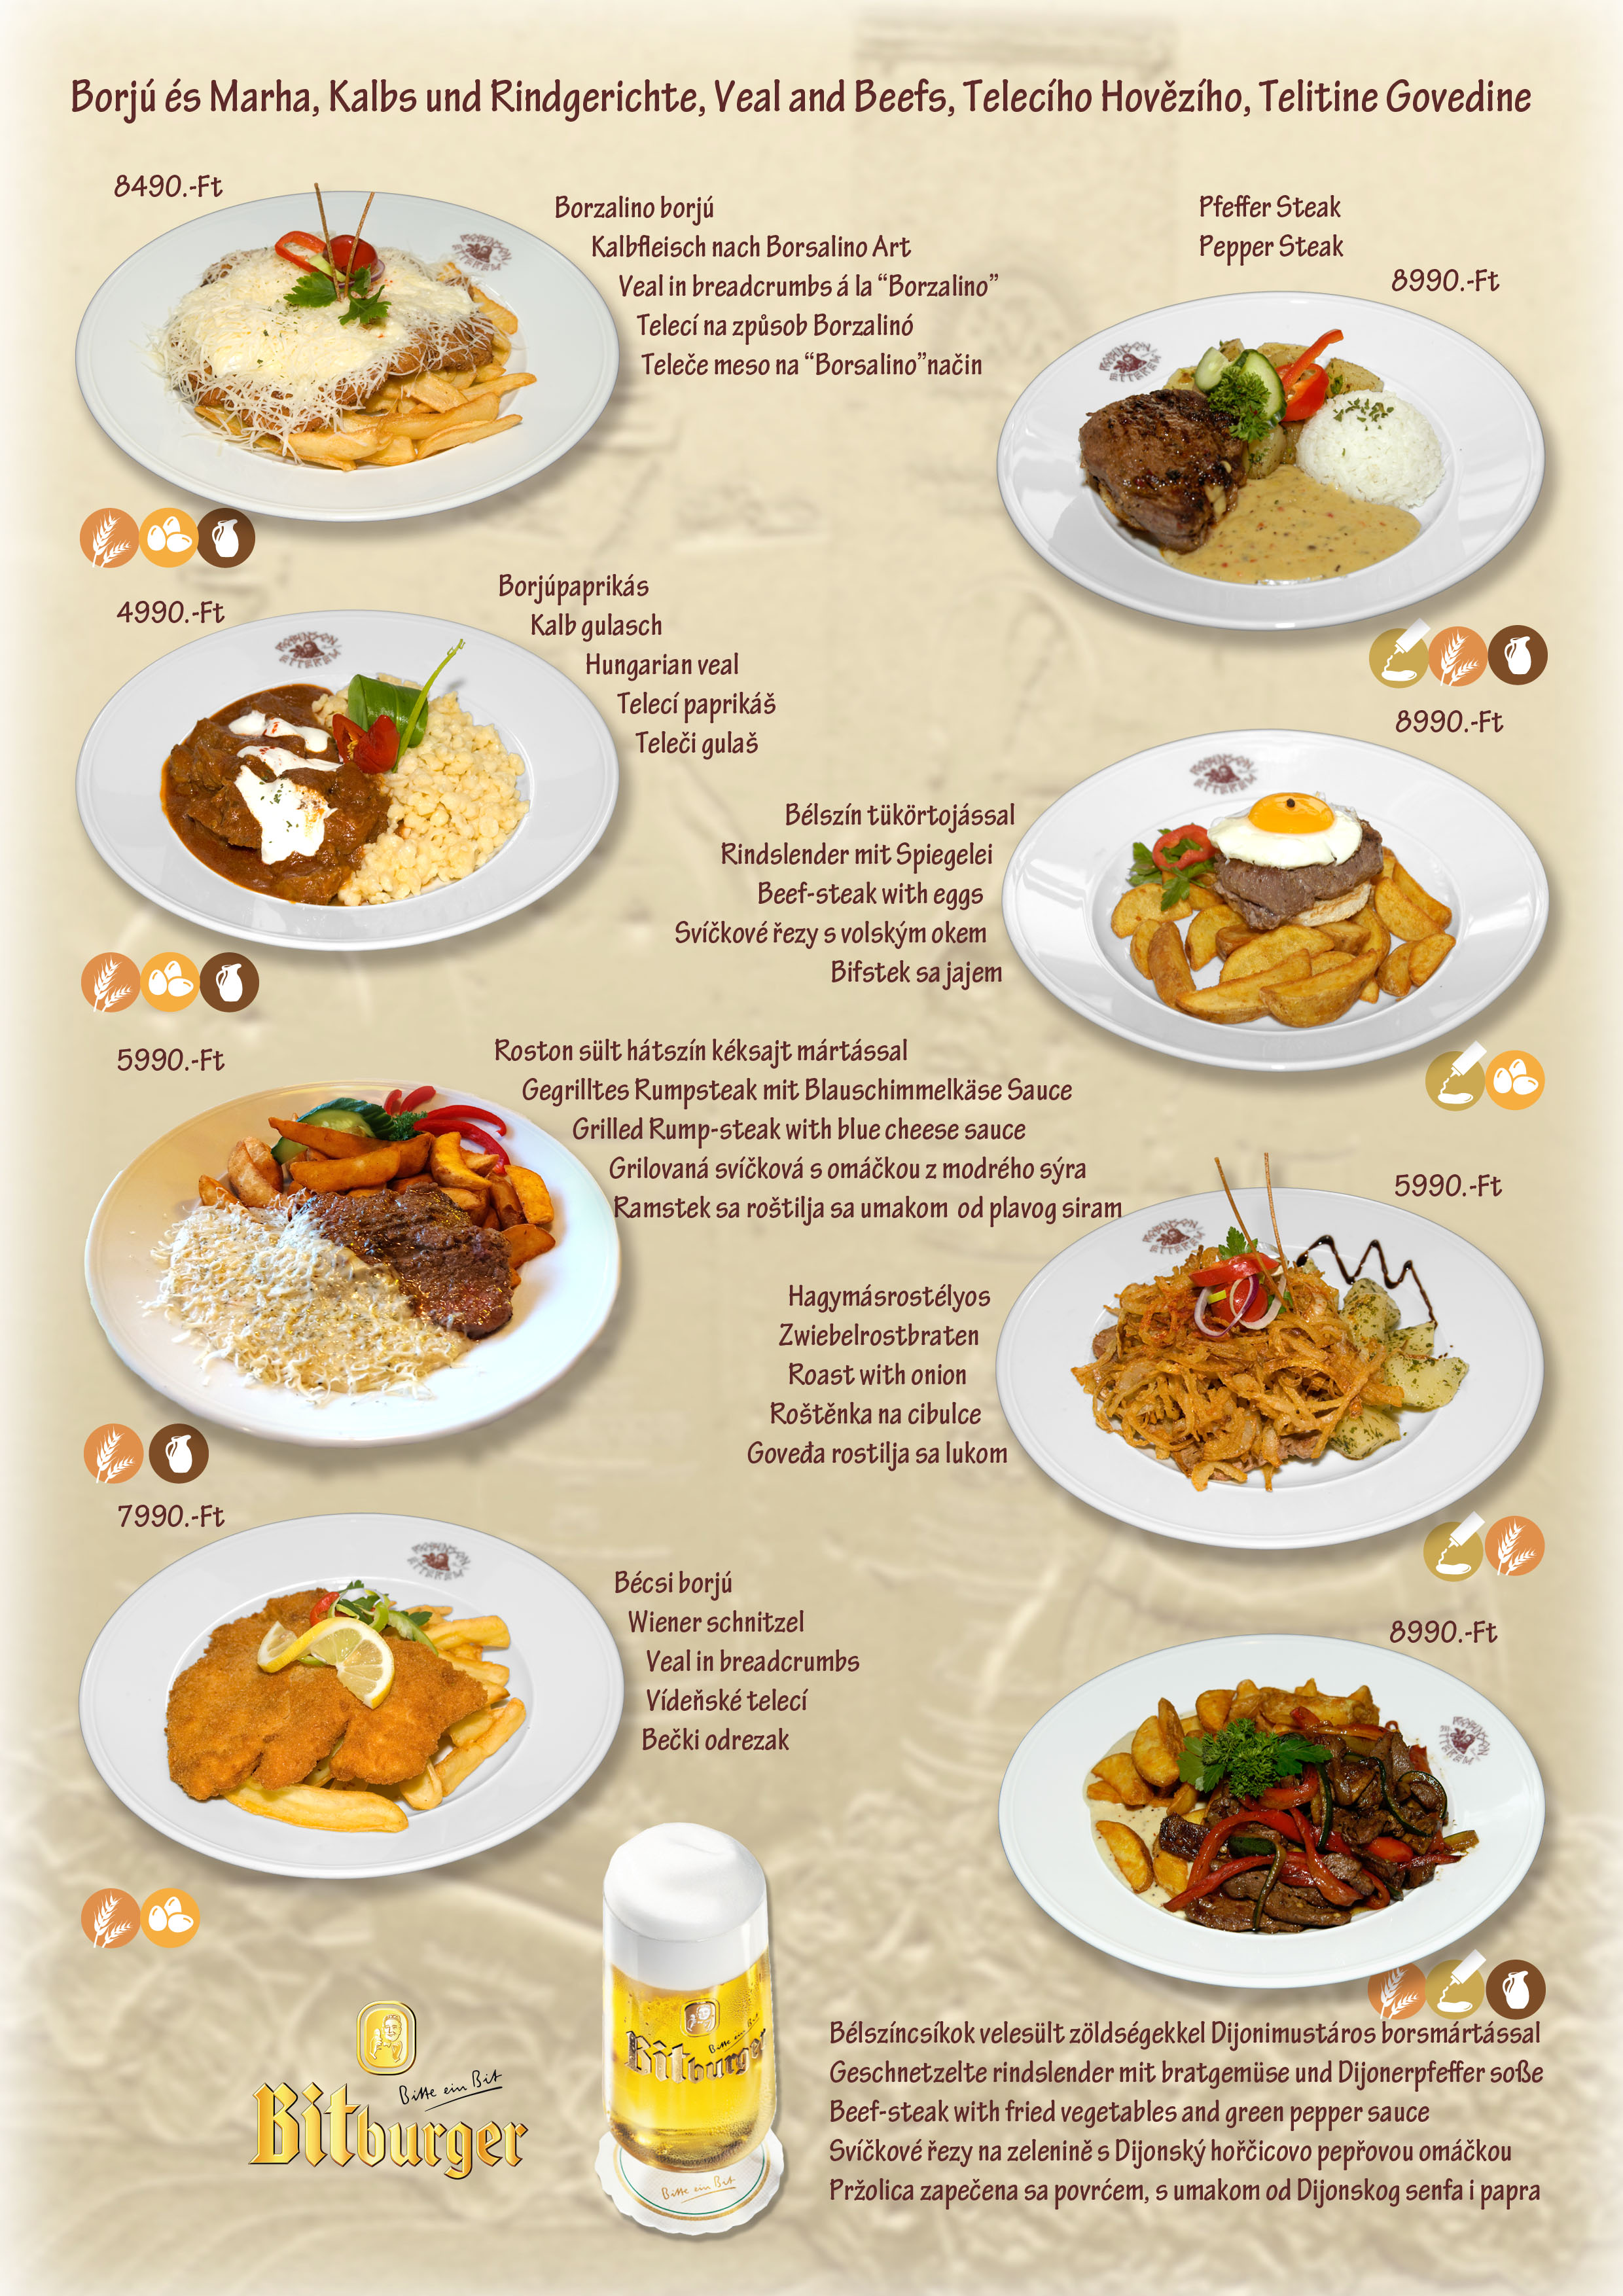 Borjú és Marha, Kalbs und Rindgerichte, Veal and Beefs, Telecího Hovězího, Telitine Govedine
8490.-Ft
Borzalino borjú
Kalbfleisch nach Borsalino Art
Veal in breadcrumbs á la “Borzalino”
Telecí na způsob Borzalinó
Teleče meso na “Borsalino”način
Pfeffer Steak
Pepper Steak
8990.-Ft
4990.-Ft
Borjúpaprikás
Kalb gulasch
Hungarian veal
Telecí paprikáš
Teleči gulaš
8990.-Ft
Bélszín tükörtojással
Rindslender mit Spiegelei
Beef-steak with eggs
Svíčkové řezy s volským okem
Bifstek sa jajem
5990.-Ft
Roston sült hátszín kéksajt mártással
Gegrilltes Rumpsteak mit Blauschimmelkäse Sauce
Grilled Rump-steak with blue cheese sauce
Grilovaná svíčková s omáčkou z modrého sýra
Ramstek sa roštilja sa umakom od plavog siram
5990.-Ft
Hagymásrostélyos
Zwiebelrostbraten
Roast with onion
Roštěnka na cibulce
Goveđa rostilja sa lukom
7990.-Ft
Bécsi borjú
Wiener schnitzel
Veal in breadcrumbs
Vídeňské telecí
Bečki odrezak
8990.-Ft
Bélszíncsíkok velesült zöldségekkel Dijonimustáros borsmártással
Geschnetzelte rindslender mit bratgemüse und Dijonerpfeffer soße
Beef-steak with fried vegetables and green pepper sauce
Svíčkové řezy na zelenině s Dijonský hořčicovo pepřovou omáčkou
Pržolica zapečena sa povrćem, s umakom od Dijonskog senfa i papra
Bitte ein Bit
Bitburger
Bitte ein Bit
Bitburger
Bitte ein Bit